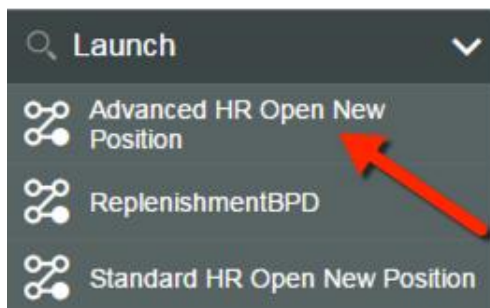 Launch
Advanced HR Open New
Position
ReplenishmentBPD
Standard HR Open New Position